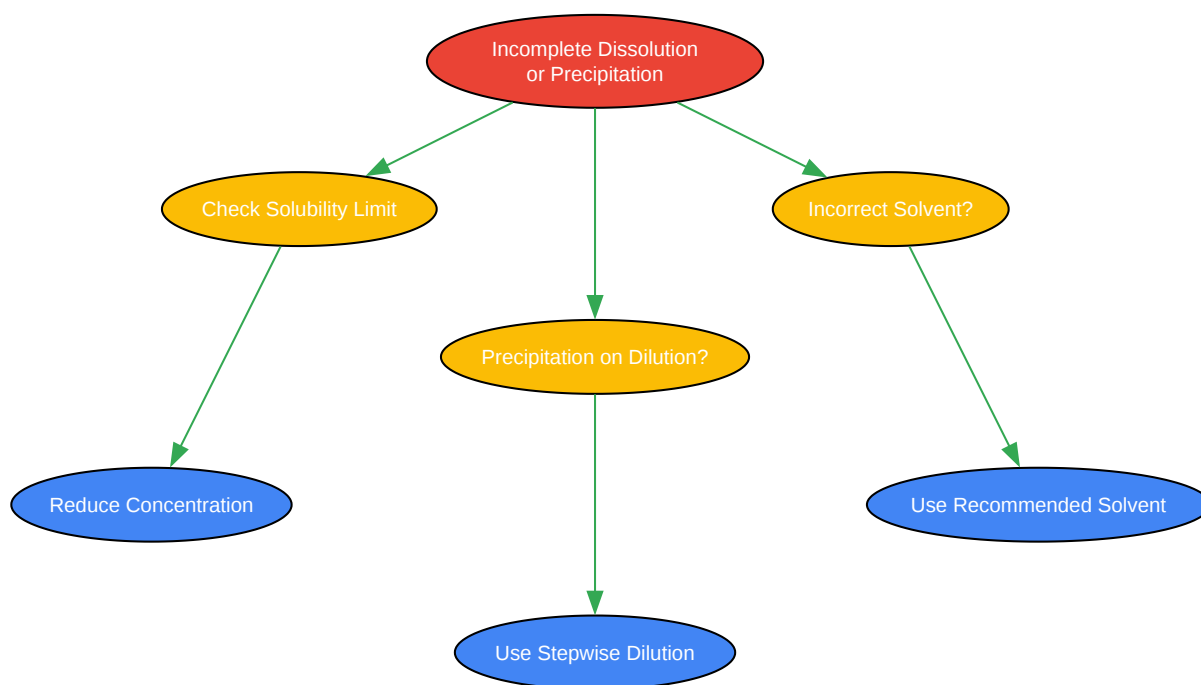 Incomplete Dissolution
or Precipitation
Check Solubility Limit
Incorrect Solvent?
Precipitation on Dilution?
Reduce Concentration
Use Recommended Solvent
Use Stepwise Dilution